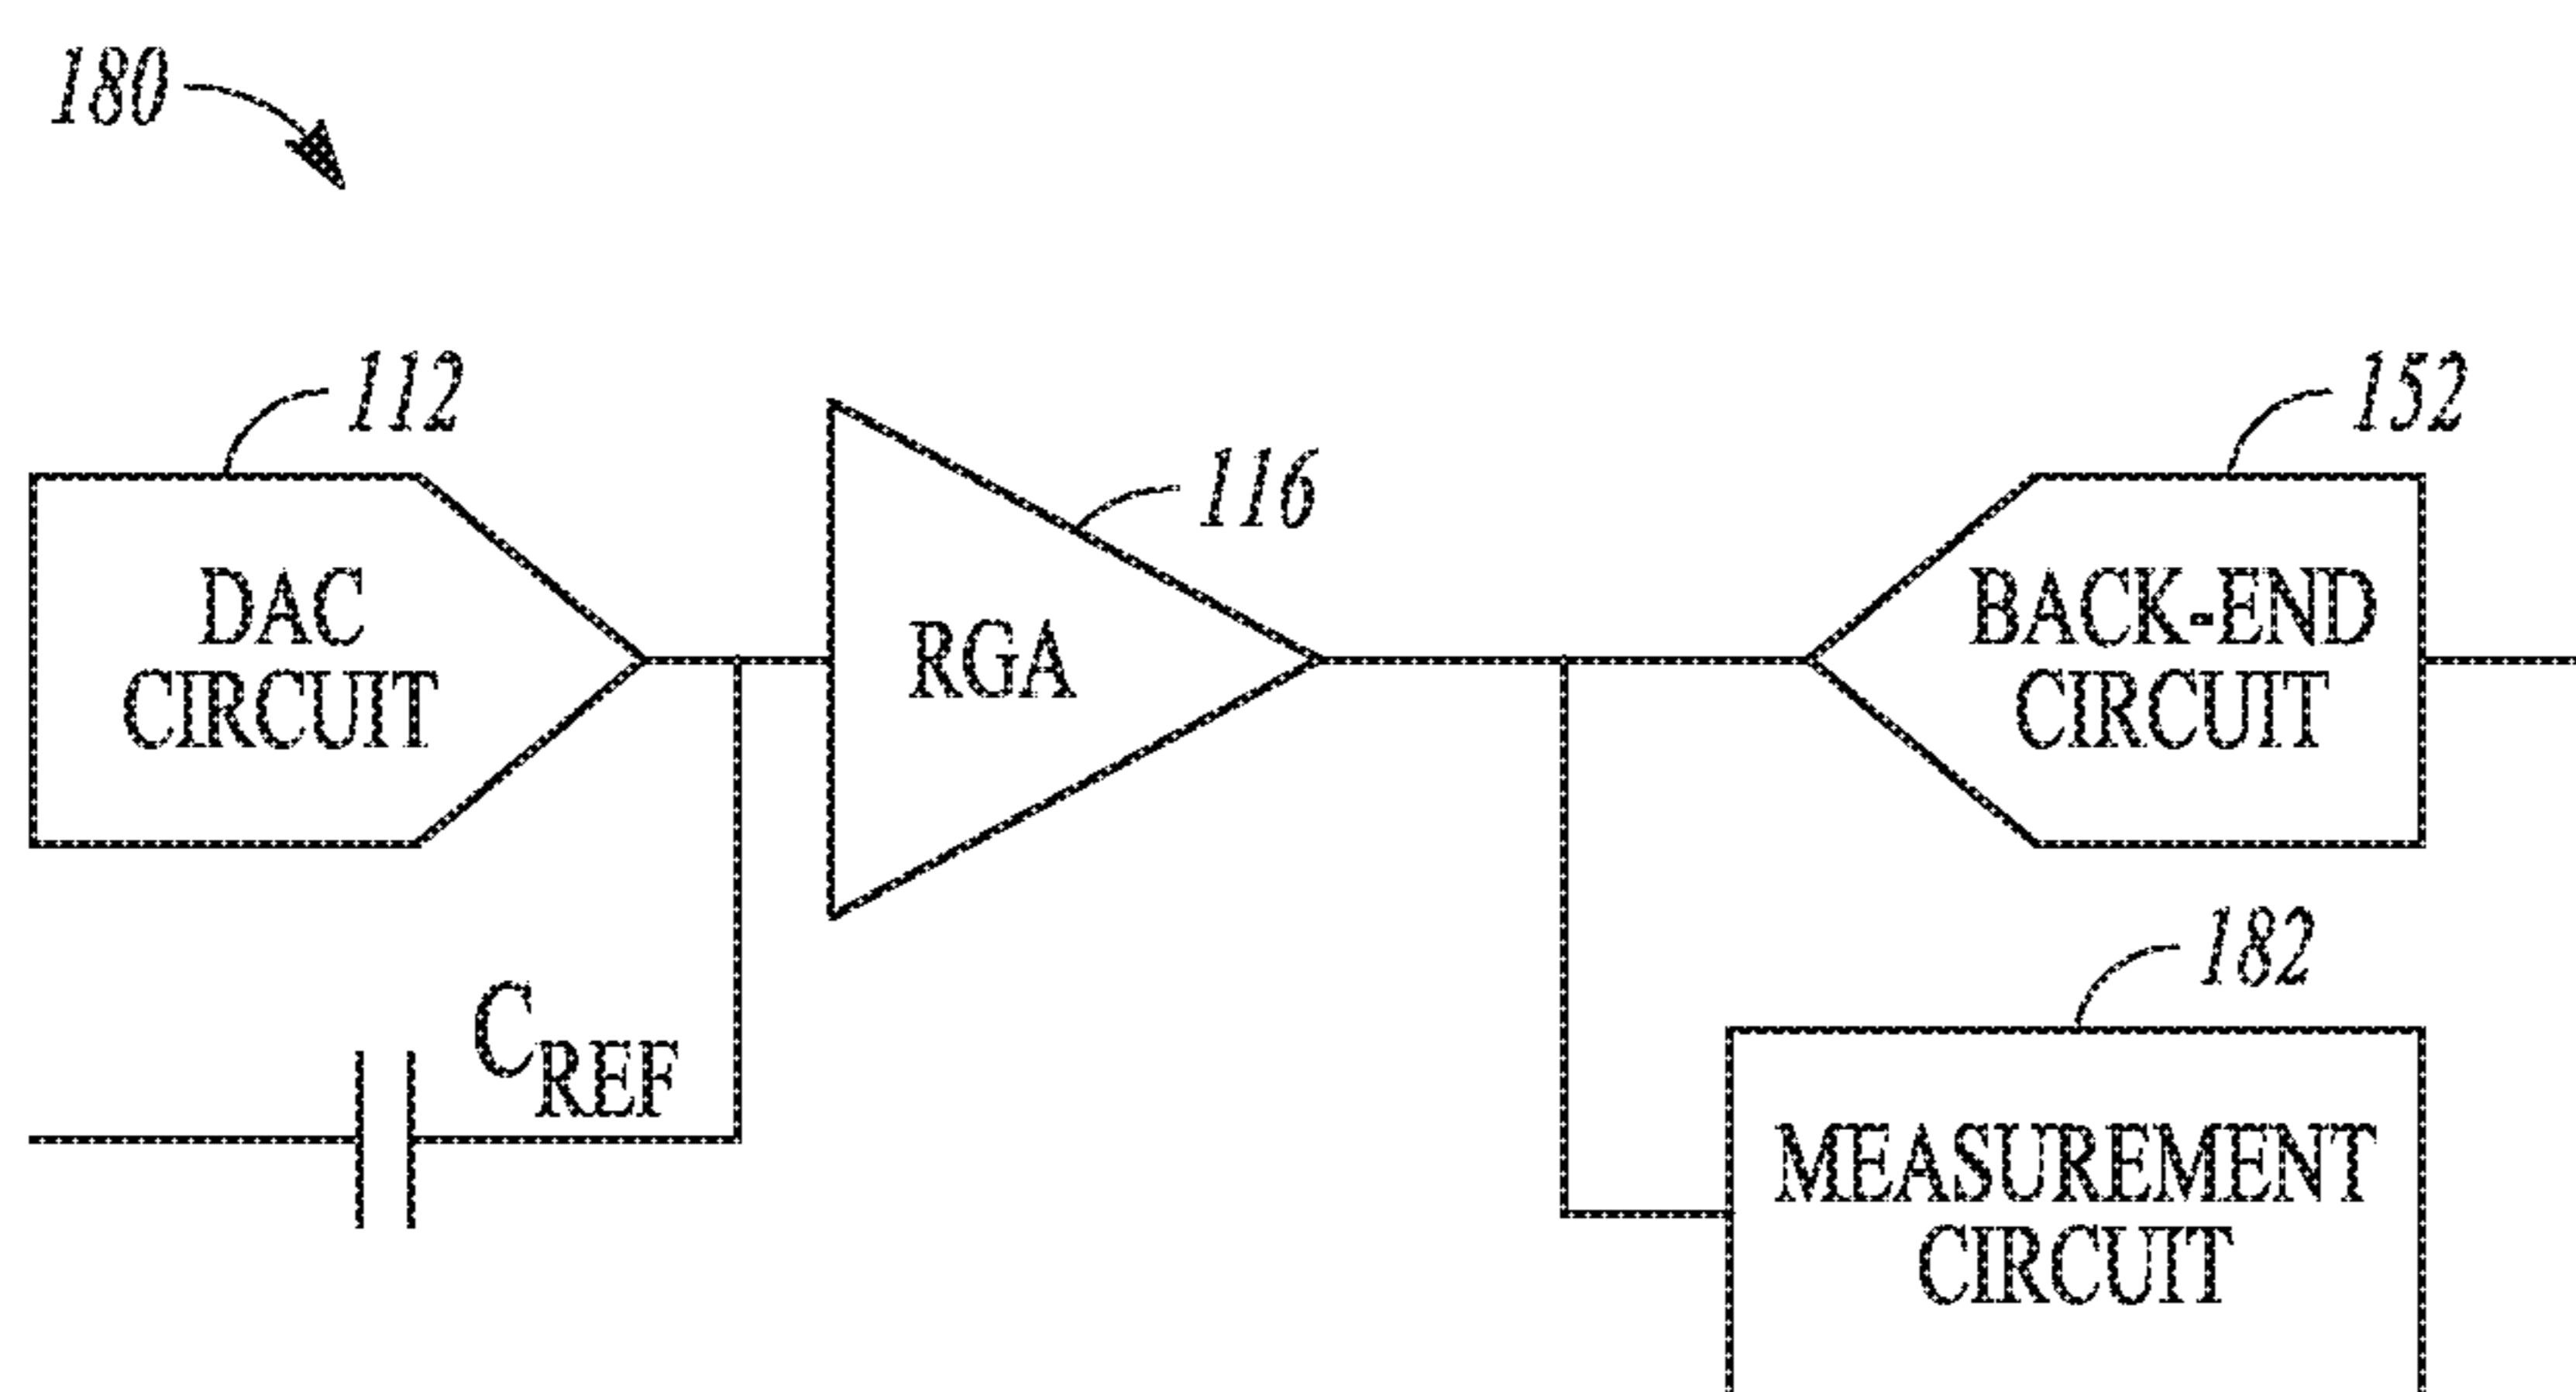 180
112
152
116
DAC
CIRCUIT
RGA
BACK-END
CIRCUIT
182
CREF
MEASUREMENT
CIRCUIT